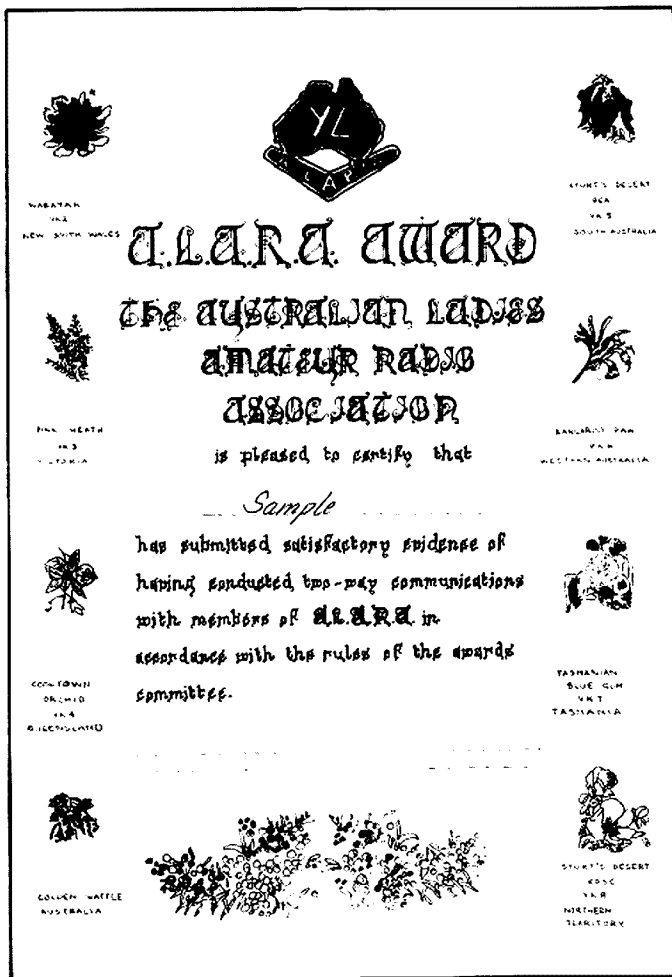 YL
ALARA
A.L.A.R.A. AWARD
THE AUSTRALIAN LADIES
AMATEUR RADIO
ASSOCIATION
is pleased to certify that
Sample
has submitted satisfactory evidence of
having conducted two-way communications
with members of A.L.A.R.A. in
accordance with the rules of the awards
committee.
WARATAH
VK2
NEW SOUTH WALES
PINK HEATH
VK3
VICTORIA
COOKTOWN
ORCHID
VK4
QUEENSLAND
GOLDEN WATTLE
AUSTRALIA
STURT'S DESERT
PEA
VK5
SOUTH AUSTRALIA
KANGAROO PAW
VK6
WESTERN AUSTRALIA
TASMANIAN
BLUE GUM
VK7
TASMANIA
STURT'S DESERT
ROSE
VK8
NORTHERN
TERRITORY